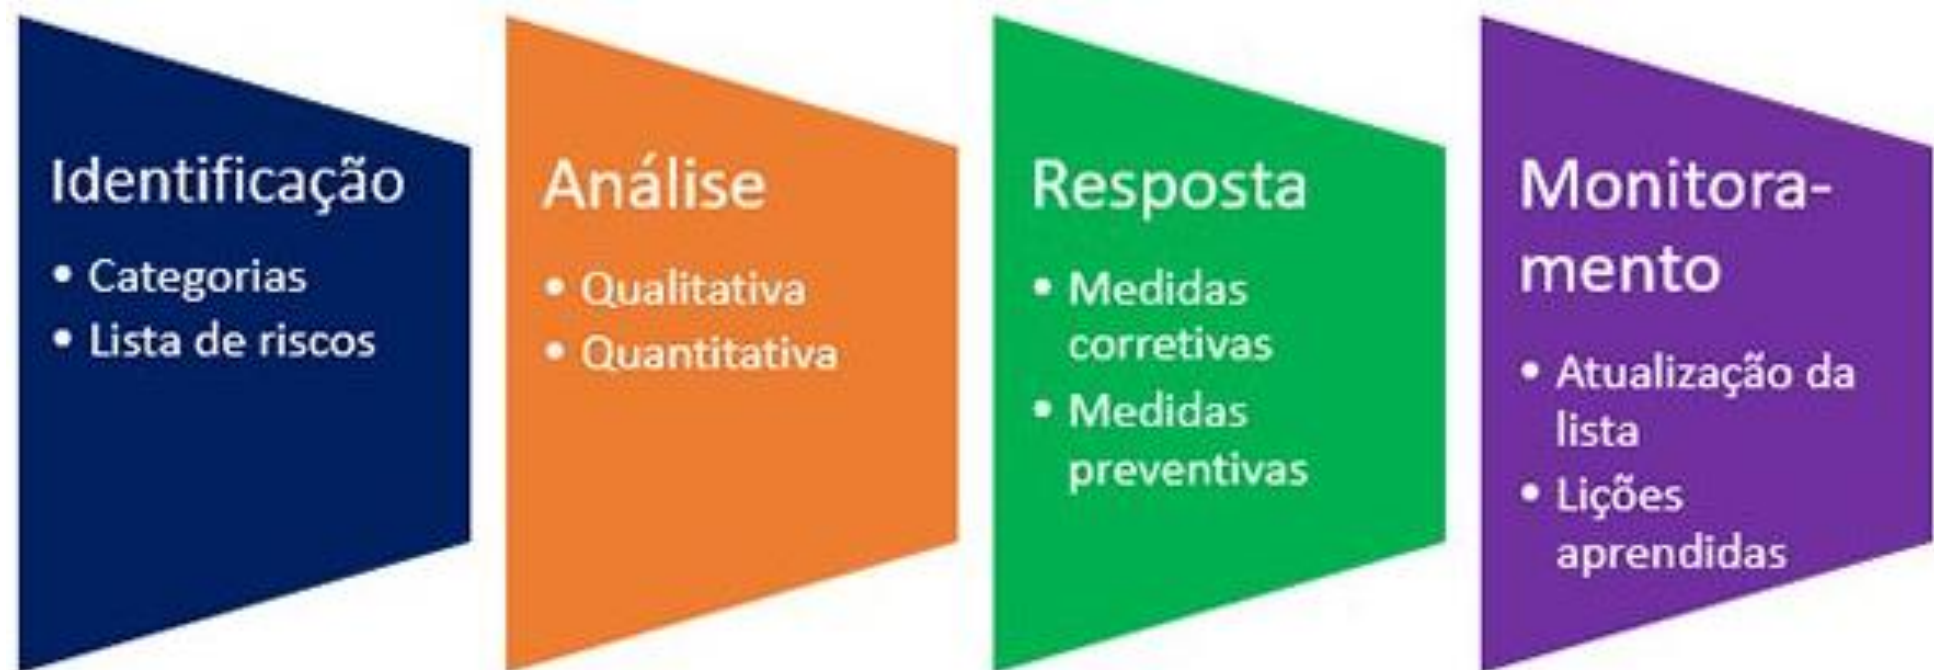 Identificação
• Categorias
• Lista de riscos
Análise
• Qualitativa
• Quantitativa
Resposta
• Medidas
corretivas
• Medidas
preventivas
Monitora-
mento
• Atualização da
lista
• Lições
aprendidas